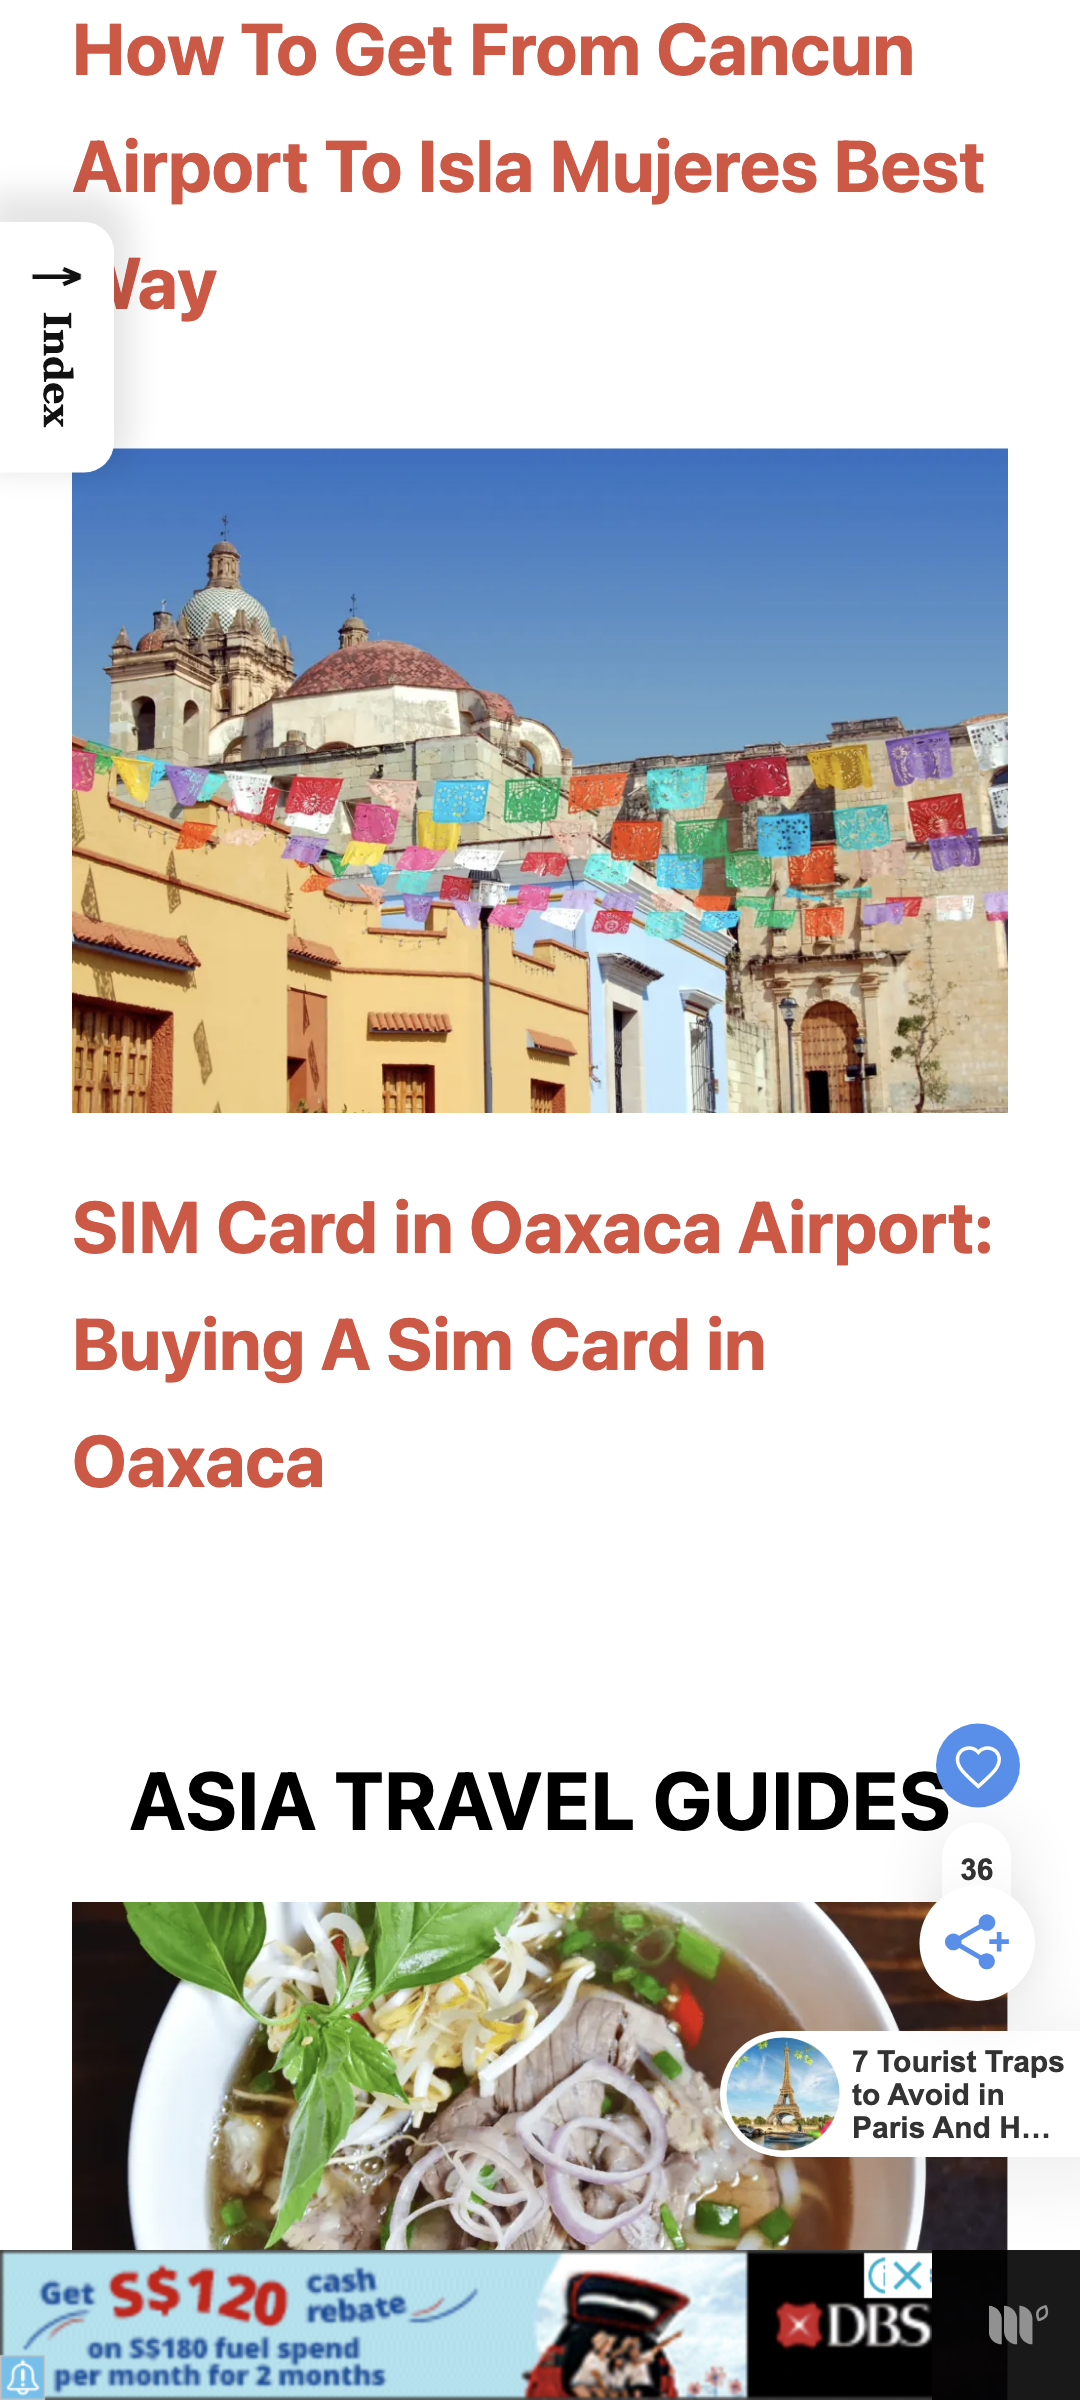 How To Get From Cancun
Airport To Isla Mujeres Best
Way
Index
SIM Card in Oaxaca Airport:
Buying A Sim Card in
Oaxaca
ASIA TRAVEL GUIDES
36
7 Tourist Traps
to Avoid in
Paris And H...
Get S$120 cash
rebate
on S$180 fuel spend
per month for 2 months
DBS